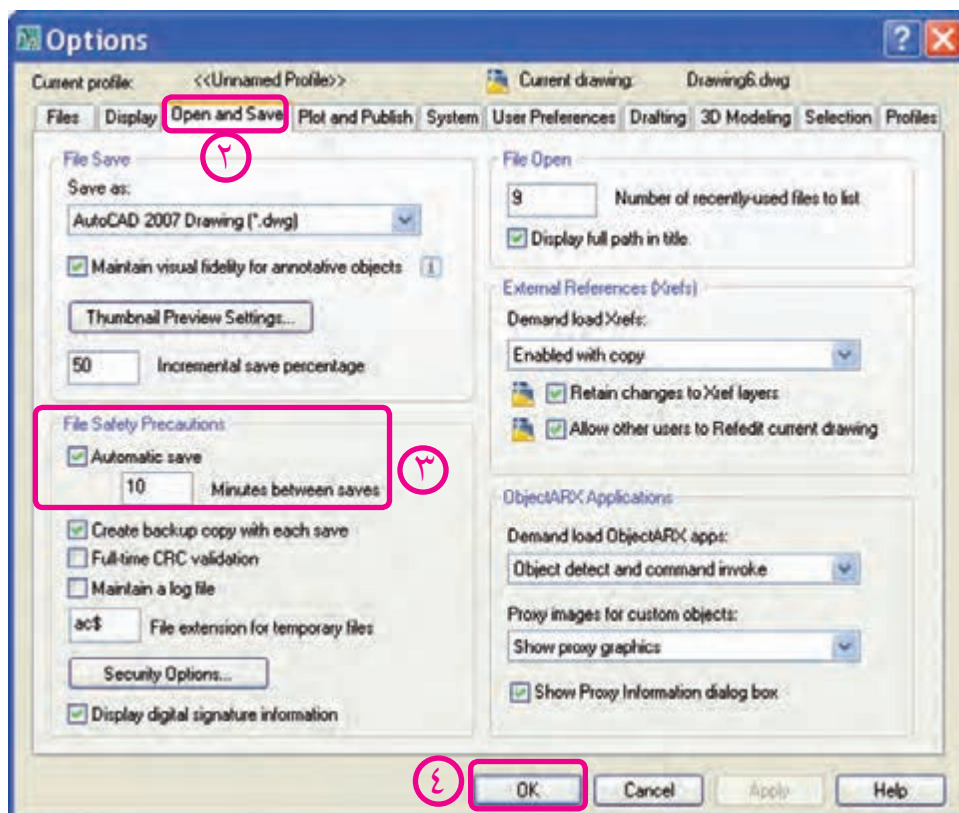 Options
Current profile: <<Unnamed Profile>> Current drawing: Drawing6.dwg
Files Display Open and Save Plot and Publish System User Preferences Drafting 3D Modeling Selection Profiles
۲
File Save
Save as:
AutoCAD 2007 Drawing (*.dwg)
Maintain visual fidelity for annotative objects
Thumbnail Preview Settings...
50 Incremental save percentage
File Safety Precautions
Automatic save
10 Minutes between saves
۳
Create backup copy with each save
Full-time CRC validation
Maintain a log file
ac$ File extension for temporary files
Security Options...
Display digital signature information
File Open
9 Number of recently-used files to list
Display full path in title
External References (Xrefs)
Demand load Xrefs:
Enabled with copy
Retain changes to Xref layers
Allow other users to Refedit current drawing
ObjectARX Applications
Demand load ObjectARX apps:
Object detect and command invoke
Proxy images for custom objects:
Show proxy graphics
Show Proxy Information dialog box
٤
OK Cancel Apply Help